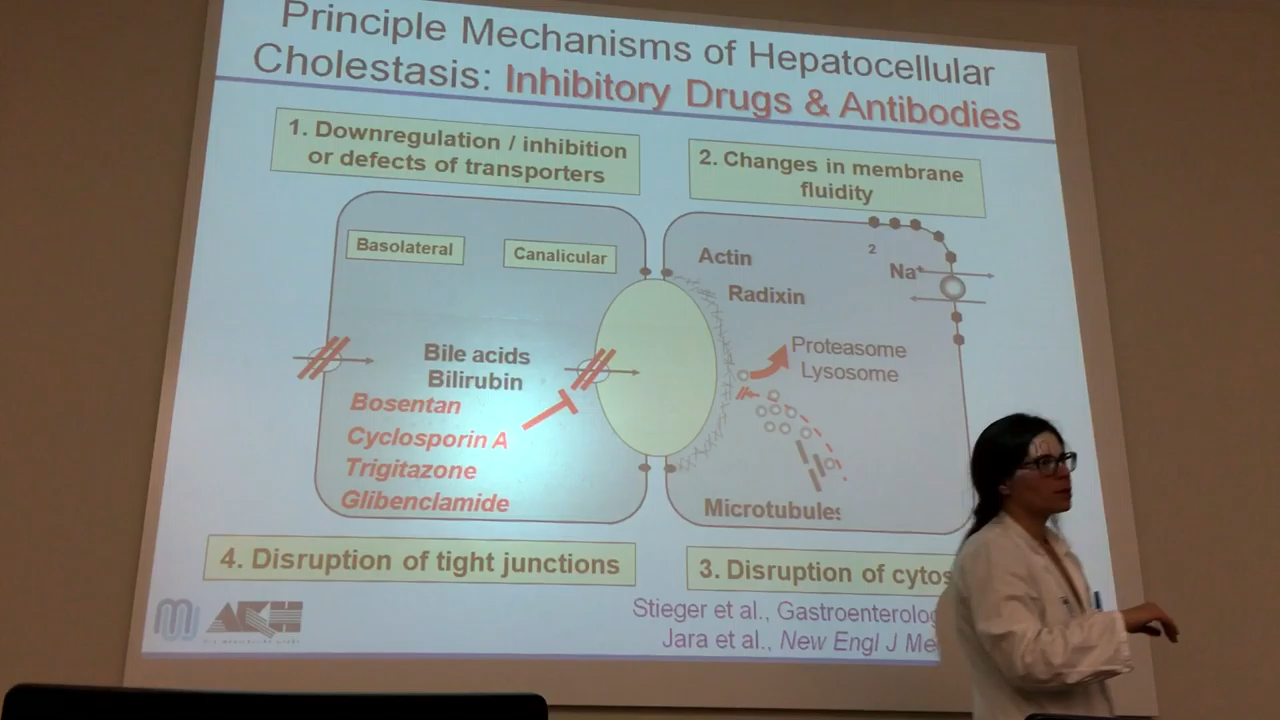 Principle Mechanisms of Hepatocellular
Cholestasis: Inhibitory Drugs & Antibodies
1. Downregulation / inhibition
or defects of transporters
2. Changes in membrane
fluidity
Basolateral
Canalicular
Actin
2
Na+
Radixin
Bile acids
Bilirubin
Bosentan
Cyclosporin A
Trigitazone
Glibenclamide
Proteasome
Lysosome
Microtubules
4. Disruption of tight junctions
3. Disruption of cytos
Stieger et al., Gastroenterolog
Jara et al., New Engl J Me
AKH